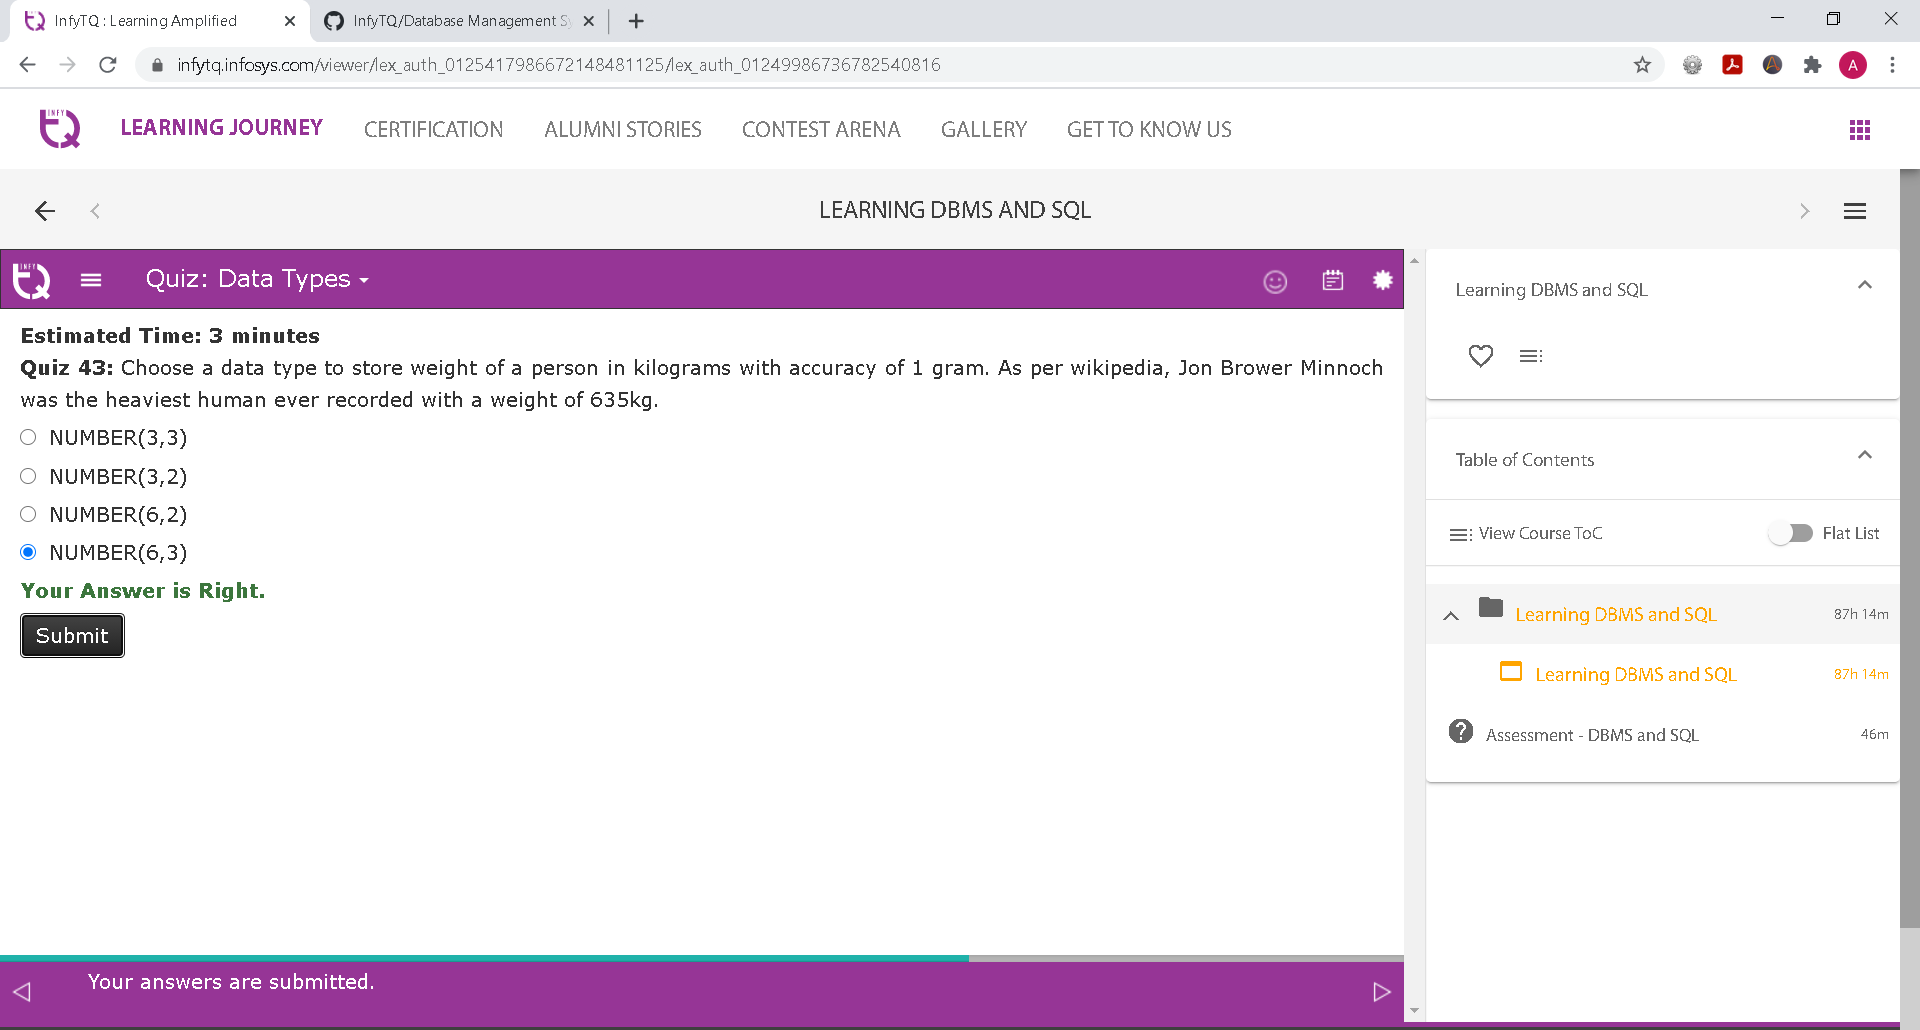 InfyTQ : Learning Amplified
InfyTQ/Database Management Sy
infytq.infosys.com/viewer/lex_auth_0125417986672148481125/lex_auth_01249986736782540816
A
INFY
TQ
LEARNING JOURNEY
CERTIFICATION
ALUMNI STORIES
CONTEST ARENA
GALLERY
GET TO KNOW US
LEARNING DBMS AND SQL
INFY
TQ
Quiz: Data Types
Estimated Time: 3 minutes
Quiz 43: Choose a data type to store weight of a person in kilograms with accuracy of 1 gram. As per wikipedia, Jon Brower Minnoch
was the heaviest human ever recorded with a weight of 635kg.
NUMBER(3,3)
NUMBER(3,2)
NUMBER(6,2)
NUMBER(6,3)
Your Answer is Right.
Submit
Your answers are submitted.
Learning DBMS and SQL
Table of Contents
View Course ToC
Flat List
Learning DBMS and SQL
87h 14m
Learning DBMS and SQL
87h 14m
Assessment - DBMS and SQL
46m